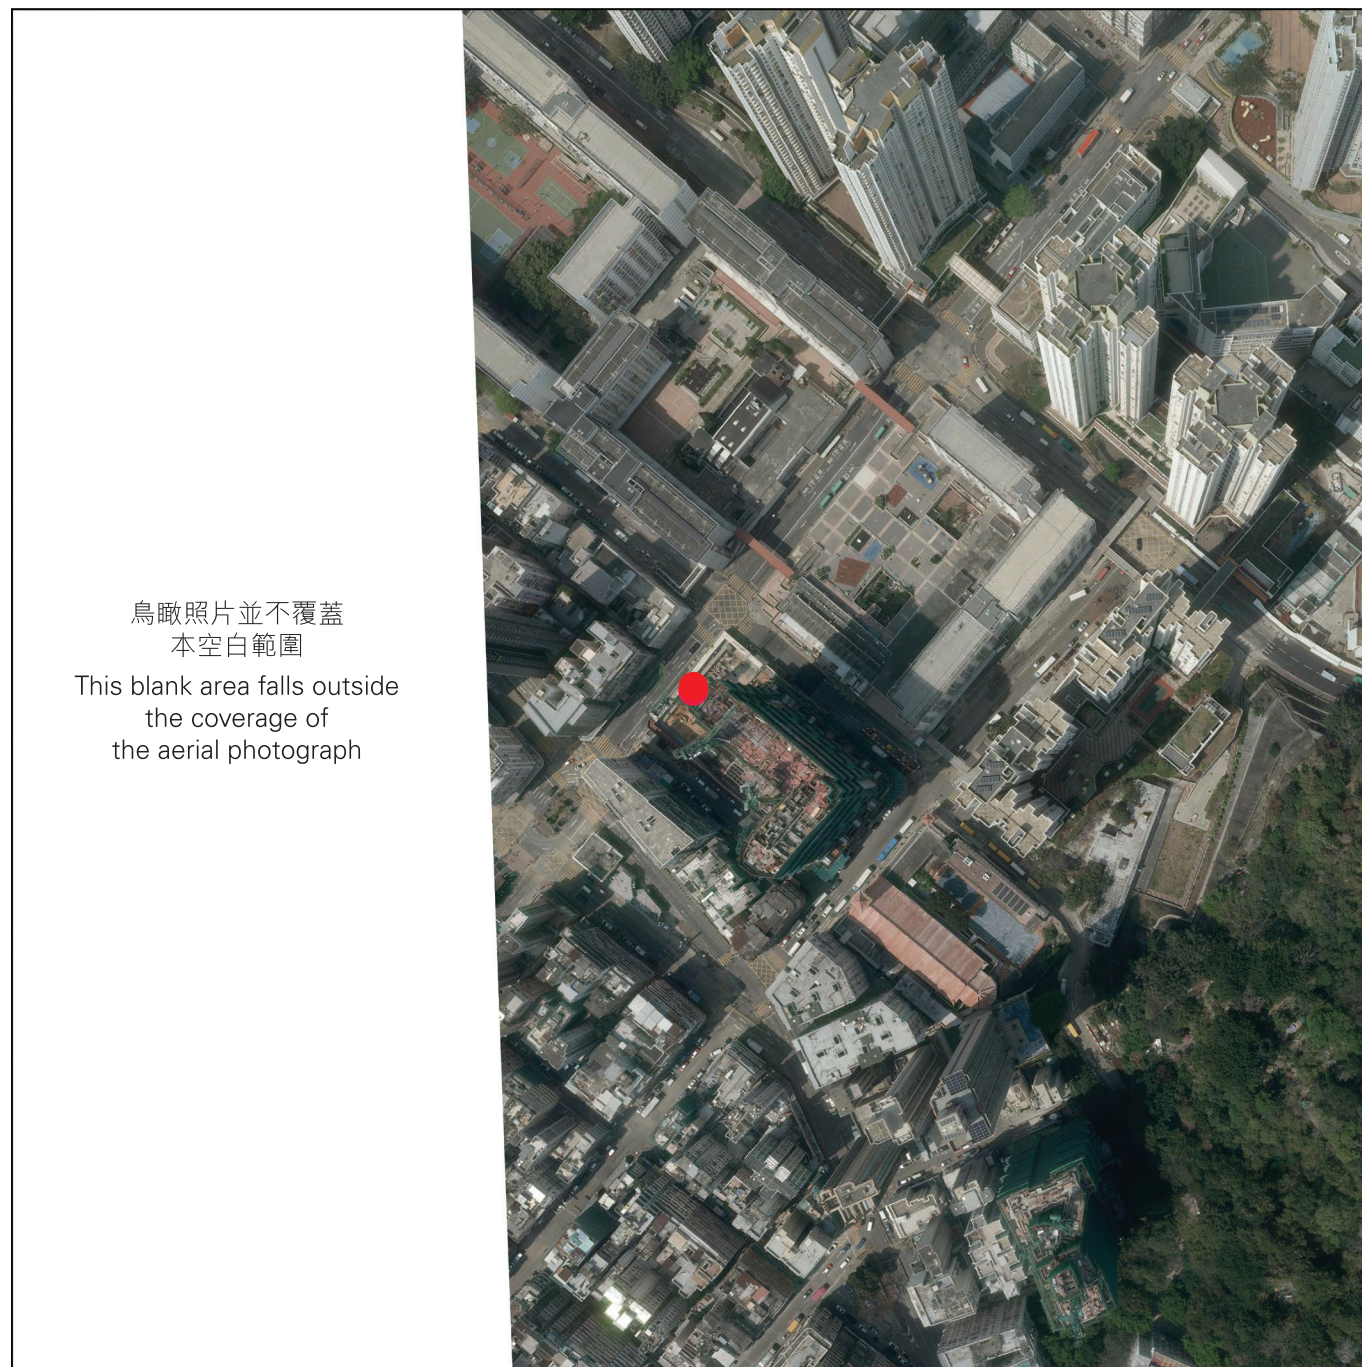 鳥瞰照片並不覆蓋
本空白範圍
This blank area falls outside
the coverage of
the aerial photograph